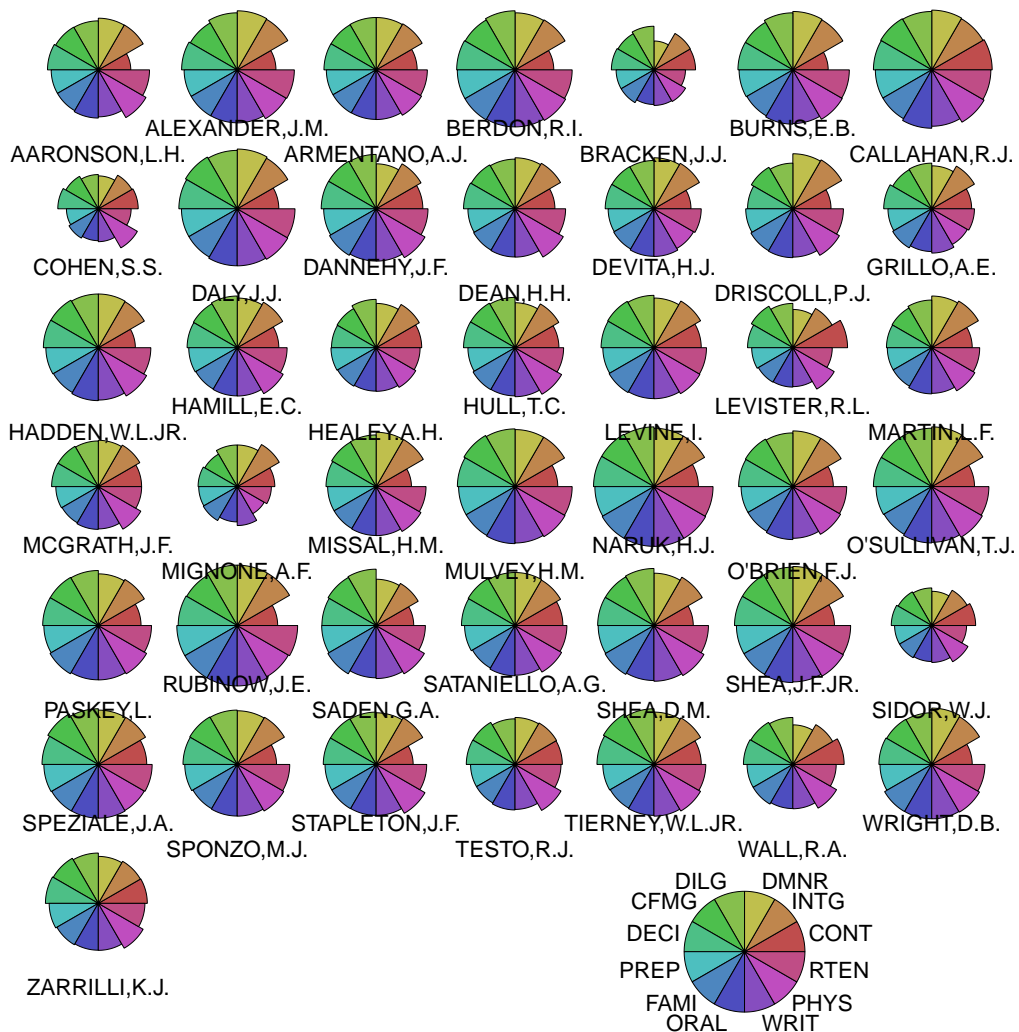 ALEXANDER,J.M. BERDON,R.I. BURNS,E.B.
AARONSON,L.H. ARMENTANO,A.J. BRACKEN,J.J. CALLAHAN,R.J.
COHEN,S.S. DANNEHY,J.F. DEVITA,H.J. GRILLO,A.E.
DALY,J.J. DEAN,H.H. DRISCOLL,P.J.
HAMILL,E.C. HULL,T.C. LEVISTER,R.L.
HADDEN,W.L.JR. HEALEY,A.H. LEVINE,I. MARTIN,L.F.
MCGRATH,J.F. MISSAL,H.M. NARUK,H.J. O'SULLIVAN,T.J.
MIGNONE,A.F. MULVEY,H.M. O'BRIEN,F.J.
RUBINOW,J.E. SATANIELLO,A.G. SHEA,J.F.JR.
PASKEY,L. SADEN,G.A. SHEA,D.M. SIDOR,W.J.
SPEZIALE,J.A. STAPLETON,J.F. TIERNEY,W.L.JR. WRIGHT,D.B.
SPONZO,M.J. TESTO,R.J. WALL,R.A.
DILG DMNR
CFMG INTG
DECI CONT
PREP RTEN
ZARRILLI,K.J.
FAMI PHYS
ORAL WRIT